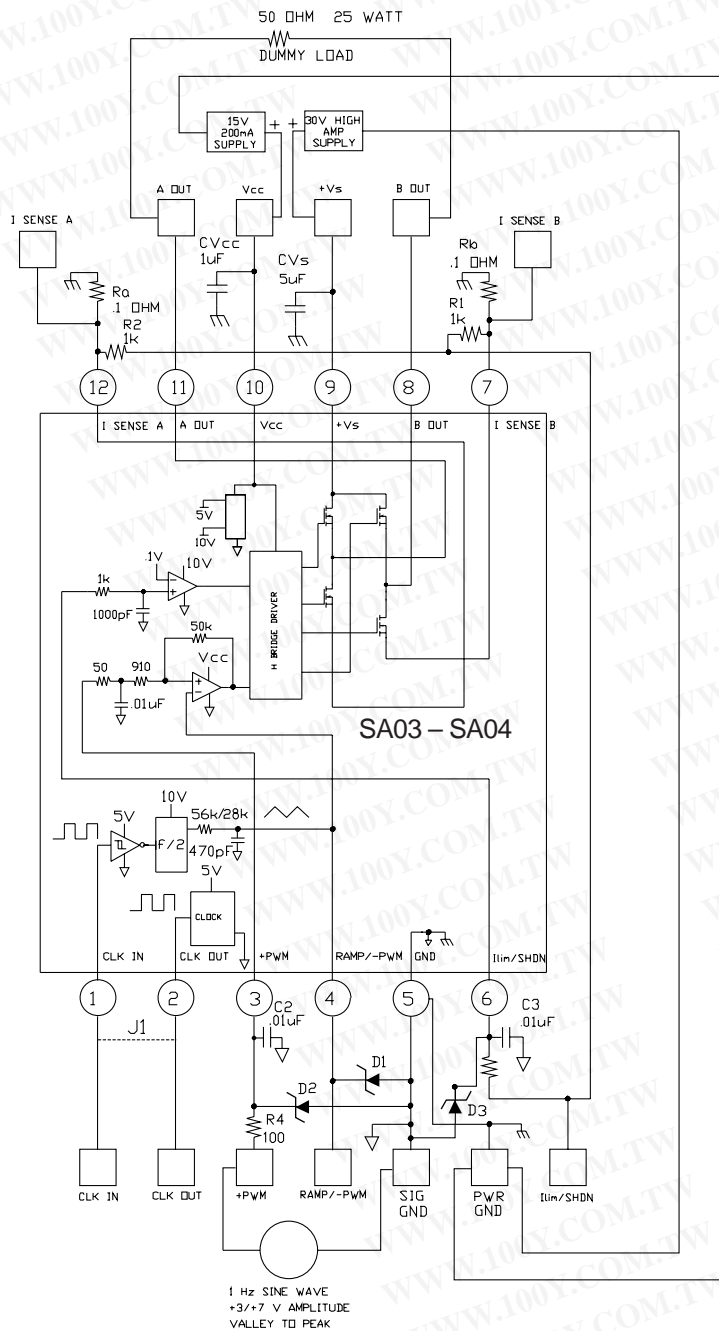 50 OHM 25 WATT
DUMMY LOAD
15V
200mA
SUPPLY
+ +
30V HIGH
AMP
SUPPLY
A OUT
Vcc
+Vs
B OUT
I SENSE A
I SENSE B
CVcc
1uF
CVs
5uF
Ra
.1 OHM
R2
1k
Rb
.1 OHM
R1
1k
12
11
10
9
8
7
I SENSE A
A OUT
Vcc
+Vs
B OUT
I SENSE B
5V
10V
.1V
10V
1k
1000pF
H BRIDGE DRIVER
50k
Vcc
50
910
.01uF
SA03 – SA04
10V
5V
F/2
56k/28k
470pF
5V
CLOCK
CLK IN
CLK OUT
+PWM
RAMP/-PWM
GND
Ilim/SHDN
1
2
3
4
5
6
J1
C2
.01uF
C3
.01uF
D1
D2
D3
R4
100
CLK IN
CLK OUT
+PWM
RAMP/-PWM
SIG
GND
PWR
GND
Ilim/SHDN
1 Hz SINE WAVE
+3/+7 V AMPLITUDE
VALLEY TO PEAK
WWW.100Y.COM.TW